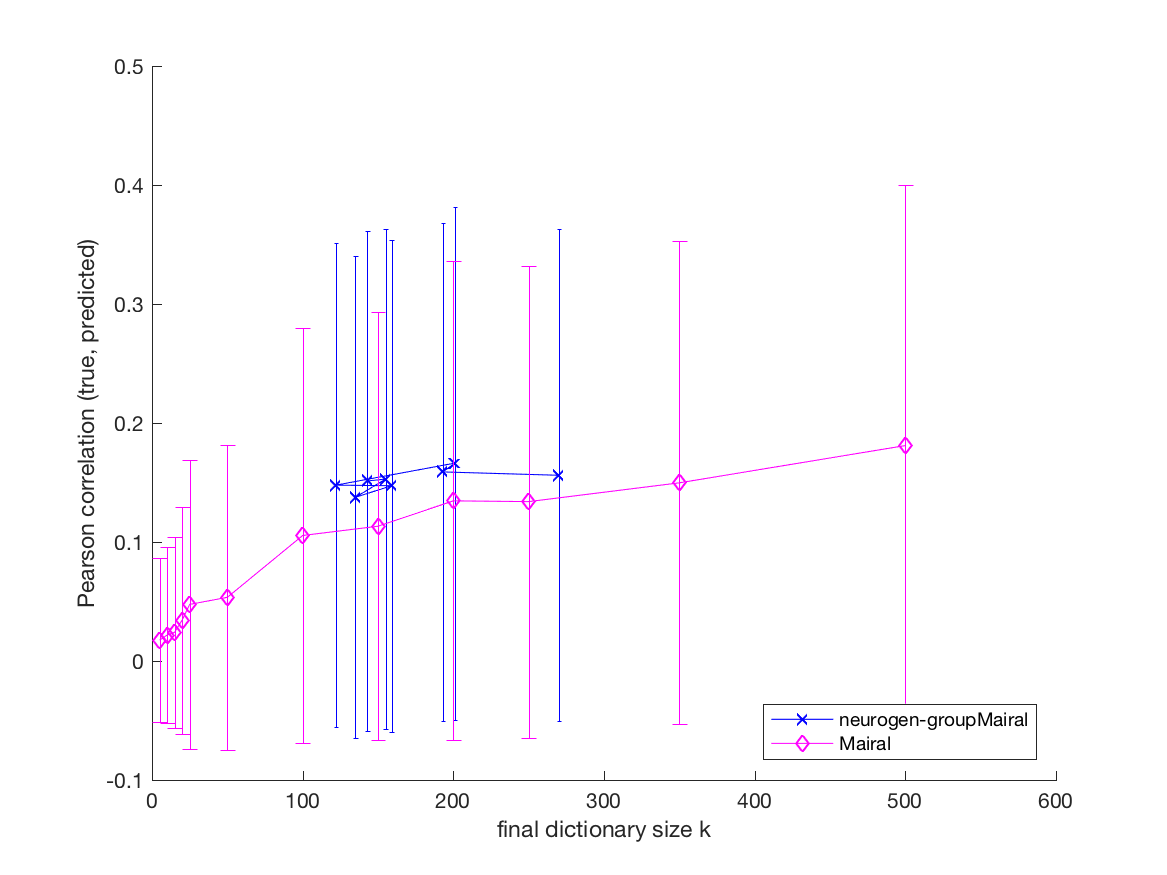 0.5
0.4
0.3
0.2
0.1
0
-0.1
Pearson correlation (true, predicted)
0 100 200 300 400 500 600
final dictionary size k
neurogen-groupMairal
Mairal